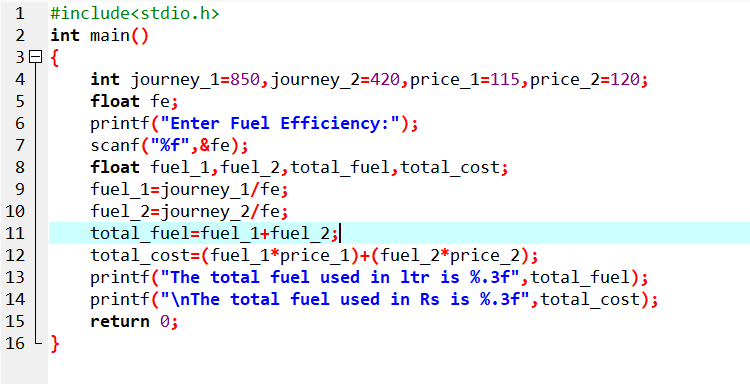 1 #include<stdio.h>
2 int main()
3 {
4 int journey_1=850,journey_2=420,price_1=115,price_2=120;
5 float fe;
6 printf("Enter Fuel Efficiency:");
7 scanf("%f",&fe);
8 float fuel_1,fuel_2,total_fuel,total_cost;
9 fuel_1=journey_1/fe;
10 fuel_2=journey_2/fe;
11 total_fuel=fuel_1+fuel_2;
12 total_cost=(fuel_1*price_1)+(fuel_2*price_2);
13 printf("The total fuel used in ltr is %.3f",total_fuel);
14 printf("\nThe total fuel used in Rs is %.3f",total_cost);
15 return 0;
16 }